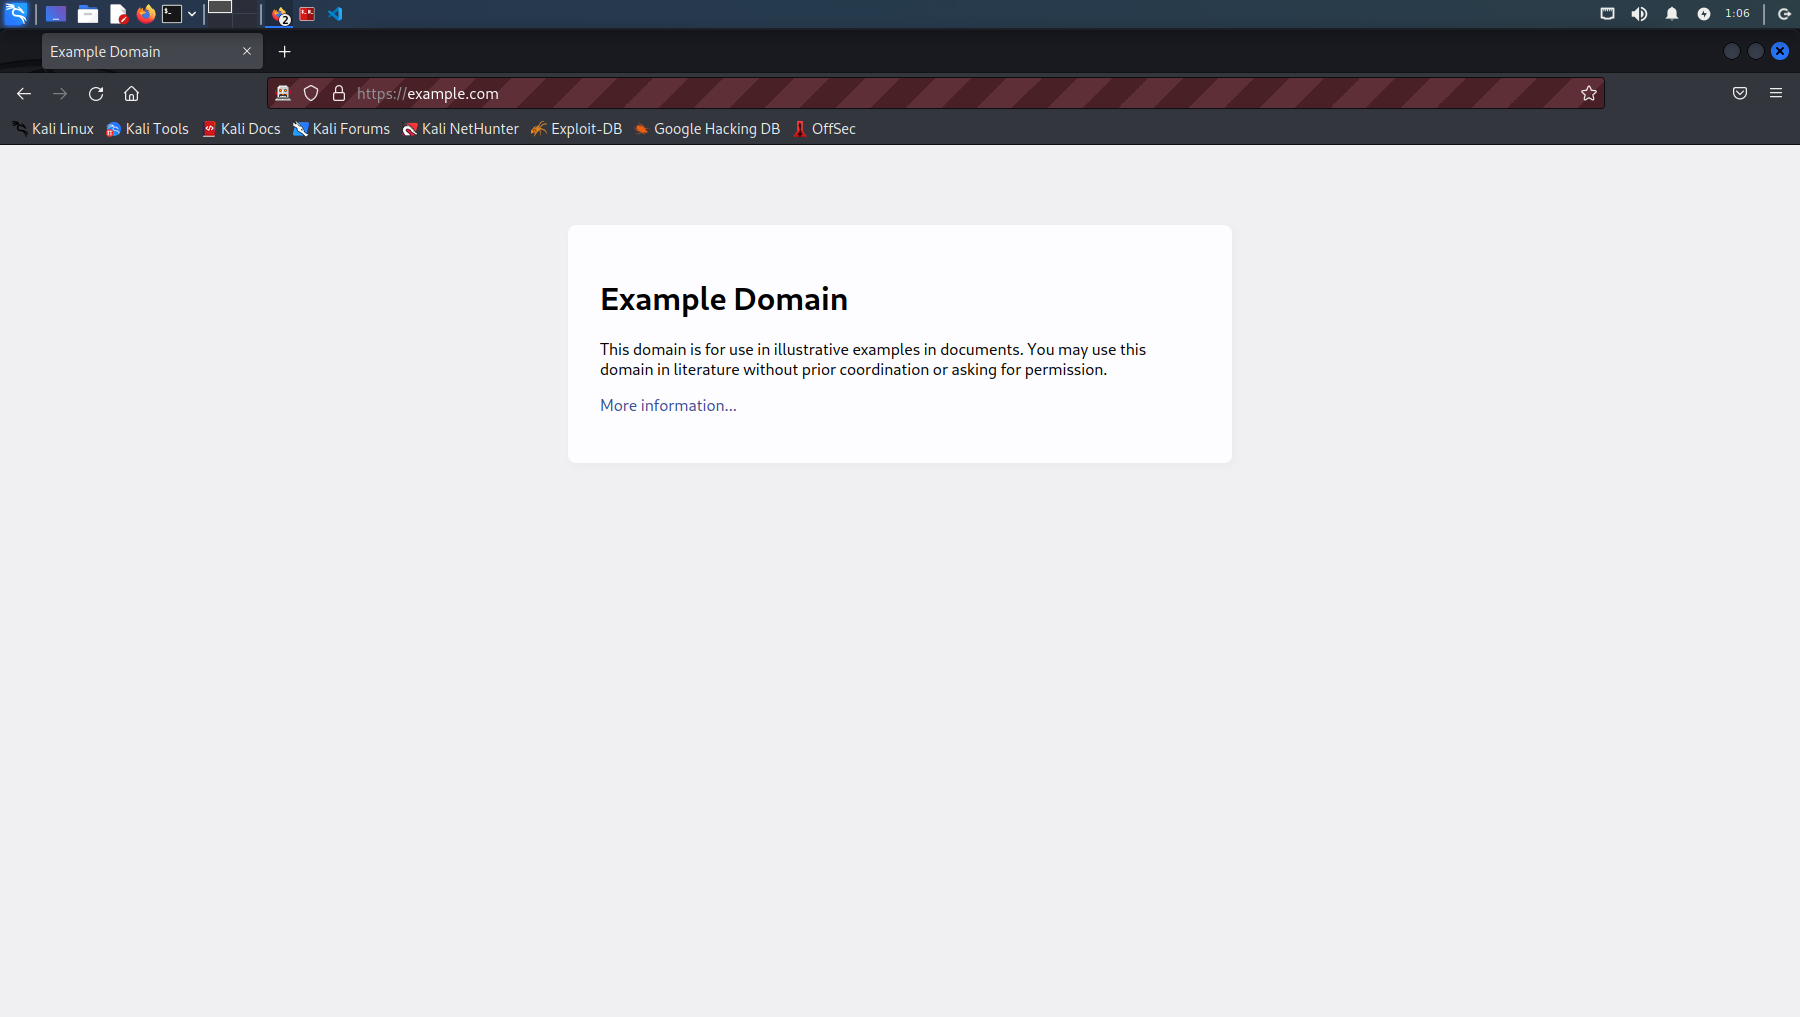 1:06
Example Domain
https://example.com
Kali Linux Kali Tools Kali Docs Kali Forums Kali NetHunter Exploit-DB Google Hacking DB OffSec
Example Domain
This domain is for use in illustrative examples in documents. You may use this
domain in literature without prior coordination or asking for permission.
More information...